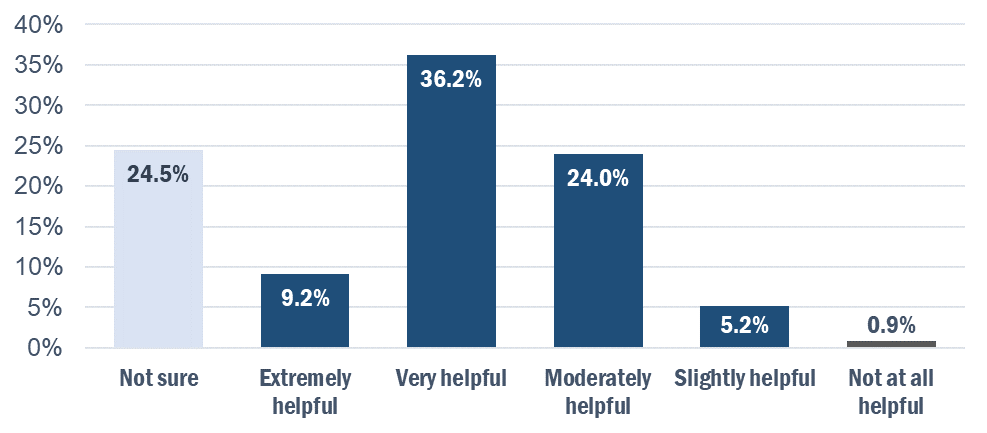 40%
35%
30%
25%
20%
15%
10%
5%
0%
24.5%
9.2%
36.2%
24.0%
5.2%
0.9%
Not sure
Extremely
helpful
Very helpful
Moderately
helpful
Slightly helpful
Not at all
helpful